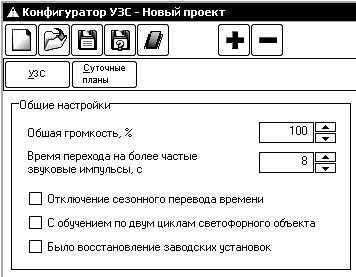 Конфигуратор УЗС - Новый проект
УЗС
Суточные
планы
Общие настройки
Общая громкость, %
100
Время перехода на более частые
звуковые импульсы, с
8
Отключение сезонного перевода времени
С обучением по двум циклам светофорного объекта
Было восстановление заводских установок